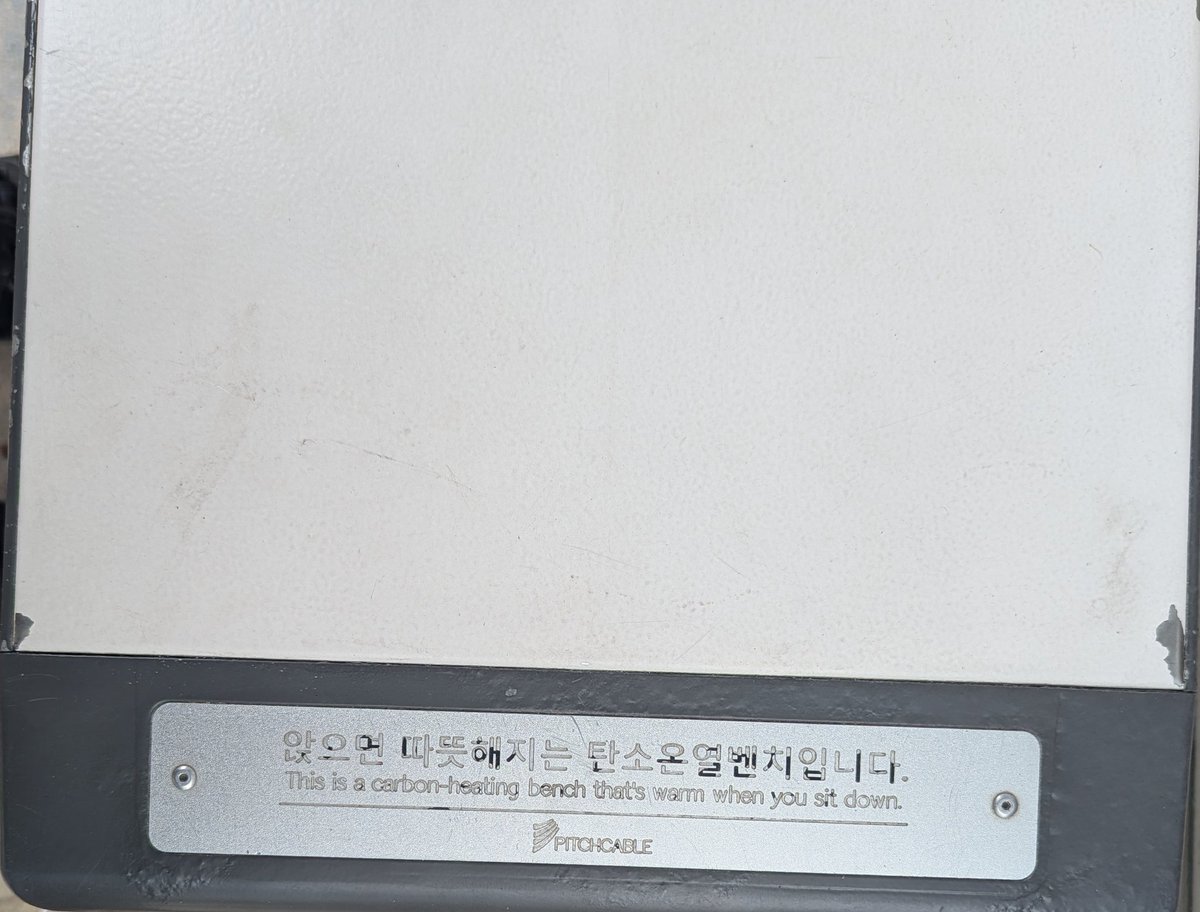 앉으면 따뜻해지는 탄소온열벤치입니다.
This is a carbon-heating bench that's warm when you sit down.
PITCHCABLE